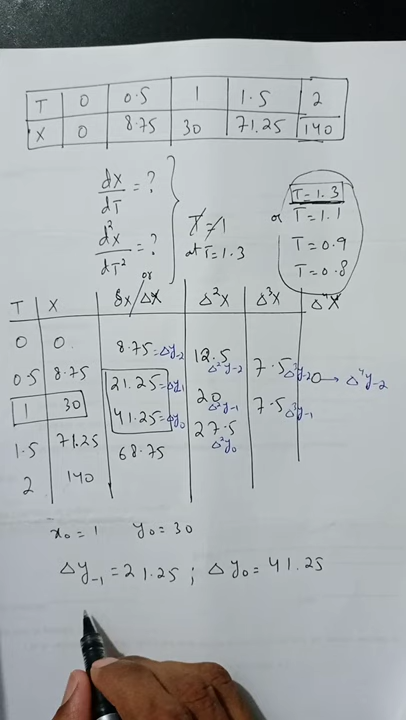 T 0 0.5 1 1.5 2
X 0 8.75 30 71.25 140
dx/dT = ?
d²x/dT² = ?
T=1
at T=1.3
T=1.3
or T=1.1
T=0.9
T=0.8
or
T X δx/Δx Δ²x Δ³x Δ⁴x
0 0. 8.75=Δy₋₂ 12.5 Δ²y₋₂ 7.5 Δ³y₋₂ 0→Δ⁴y₋₂
0.5 8.75 21.25=Δy₋₁ 20 Δ²y₋₁ 7.5 Δ³y₋₁
1 30 41.25=Δy₀ 27.5 Δ²y₀
1.5 71.25 68.75
2 140
x₀=1 y₀=30
Δy₋₁=21.25; Δy₀=41.25